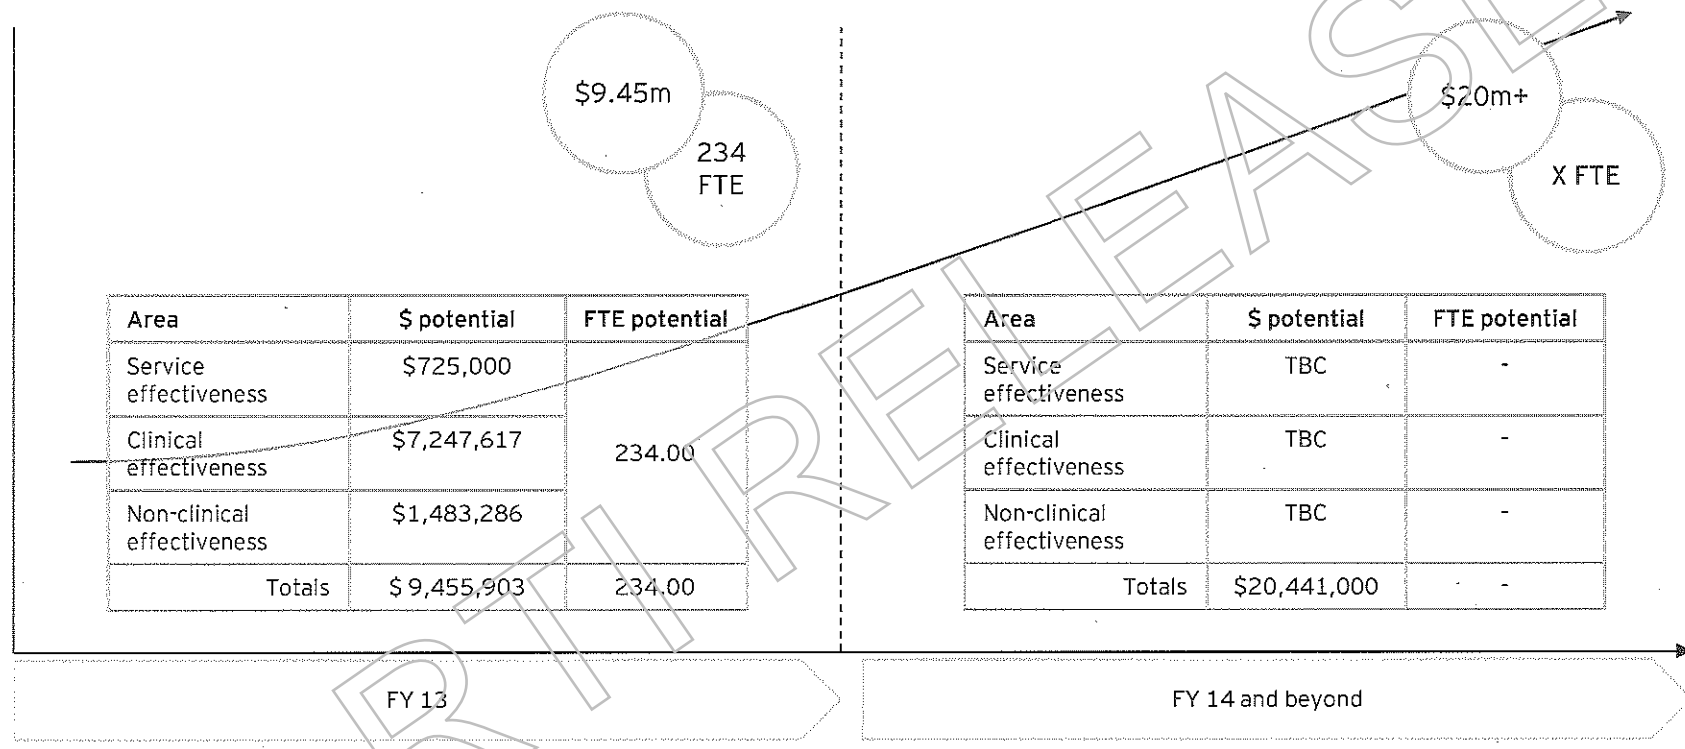 $9.45m
234
FTE
$20m+
X FTE
Area $ potential FTE potential
Service
effectiveness
$725,000
Clinical
effectiveness
$7,247,617
234.00
Non-clinical
effectiveness
$1,483,286
Totals $ 9,455,903 234.00
Area $ potential FTE potential
Service
effectiveness
TBC -
Clinical
effectiveness
TBC -
Non-clinical
effectiveness
TBC -
Totals $20,441,000 -
FY 13
FY 14 and beyond
RTI RELEASE